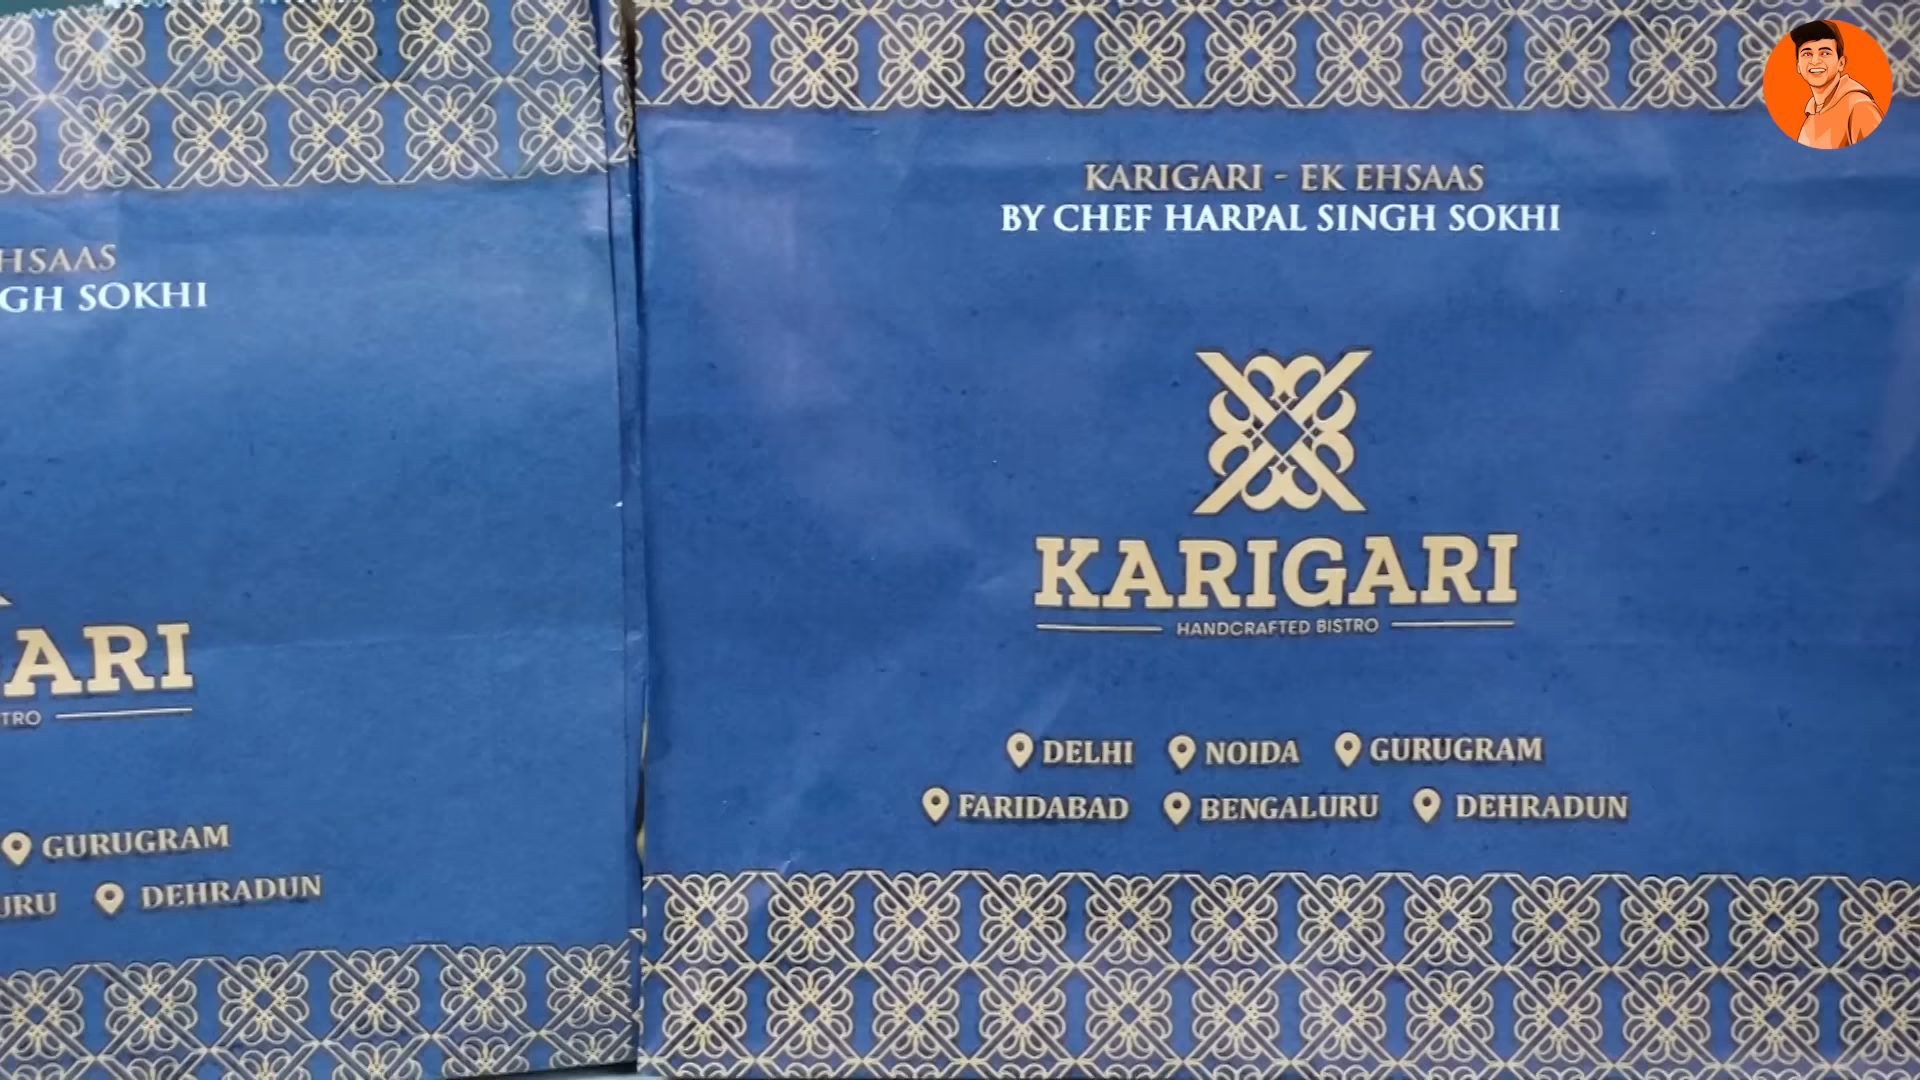 HSAAS
GH SOKHI
ARI
TRO
GURUGRAM
URU DEHRADUN
KARIGARI - EK EHSAAS
BY CHEF HARPAL SINGH SOKHI
KARIGARI
HANDCRAFTED BISTRO
DELHI NOIDA GURUGRAM
FARIDABAD BENGALURU DEHRADUN